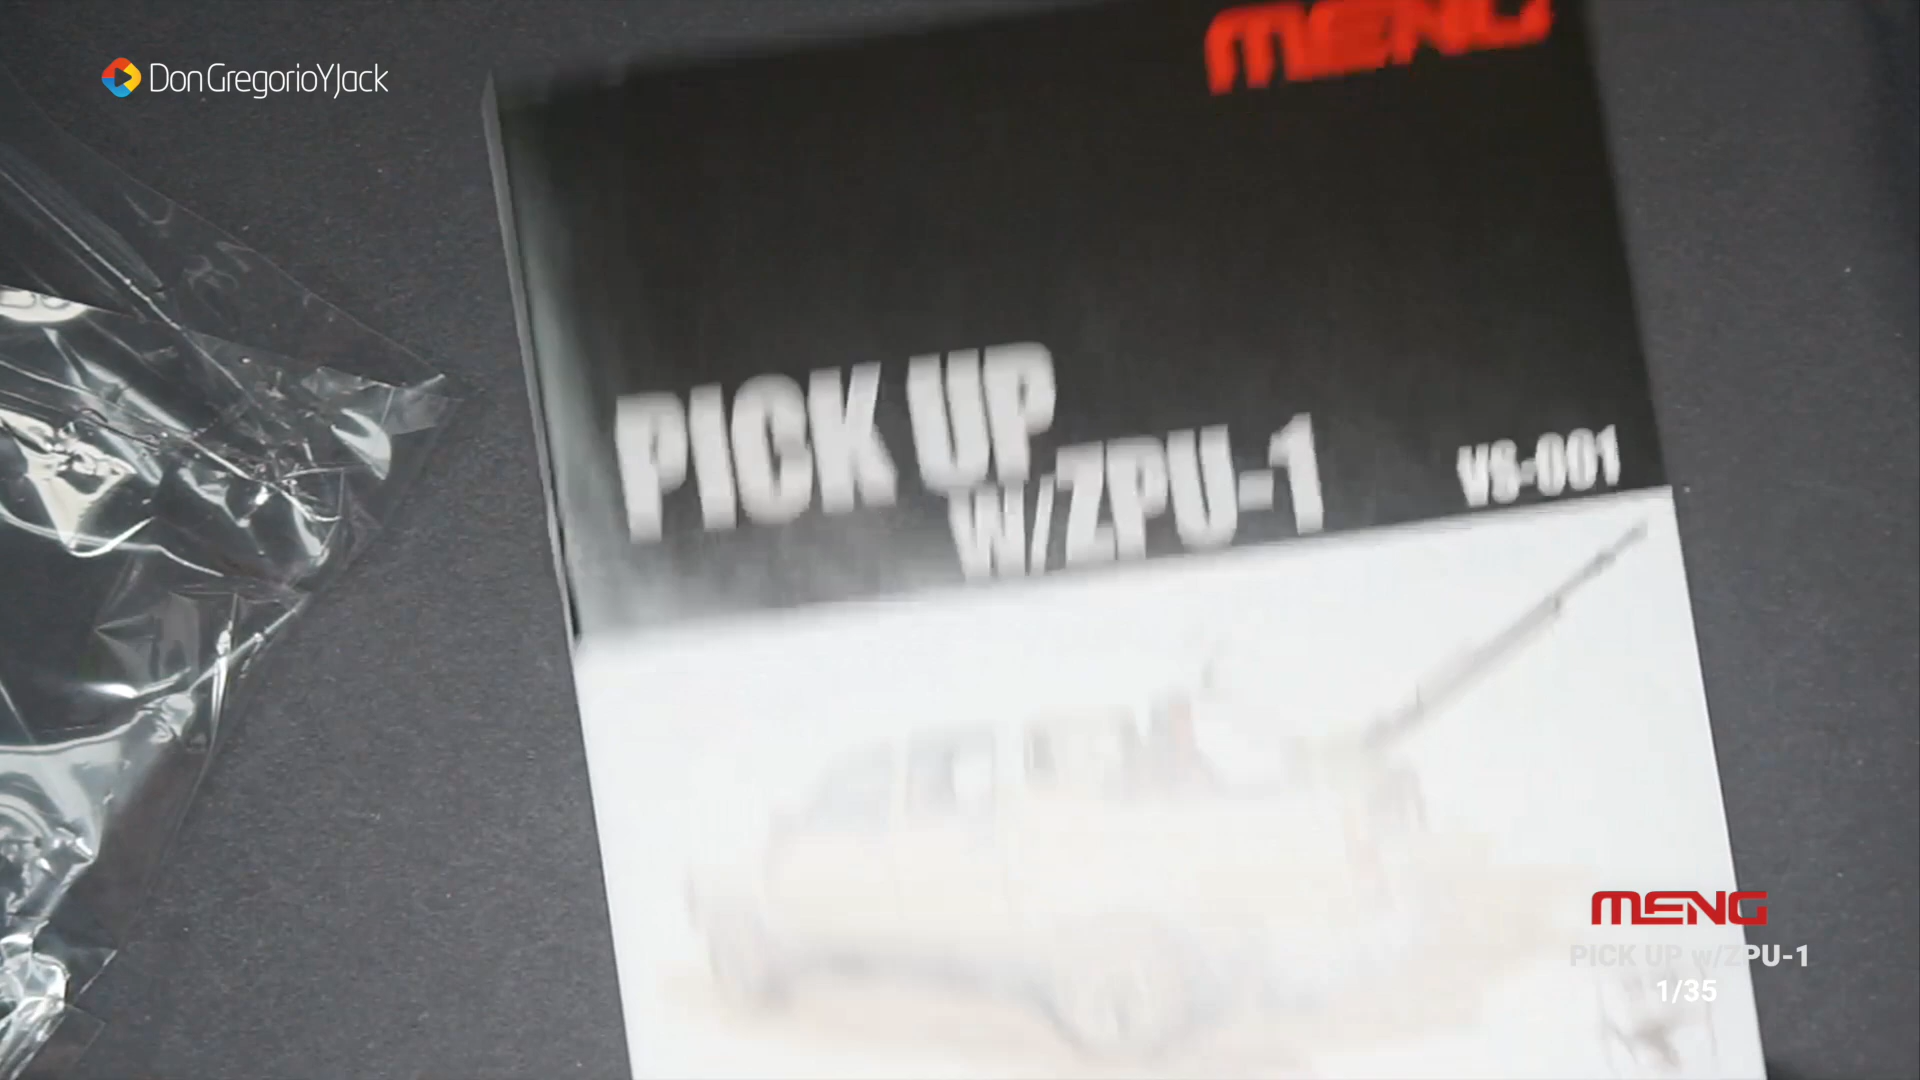 DonGregorioYJack
MENG
PICK UP
w/ZPU-1
VS-001
MENG
PICK UP w/ZPU-1
1/35